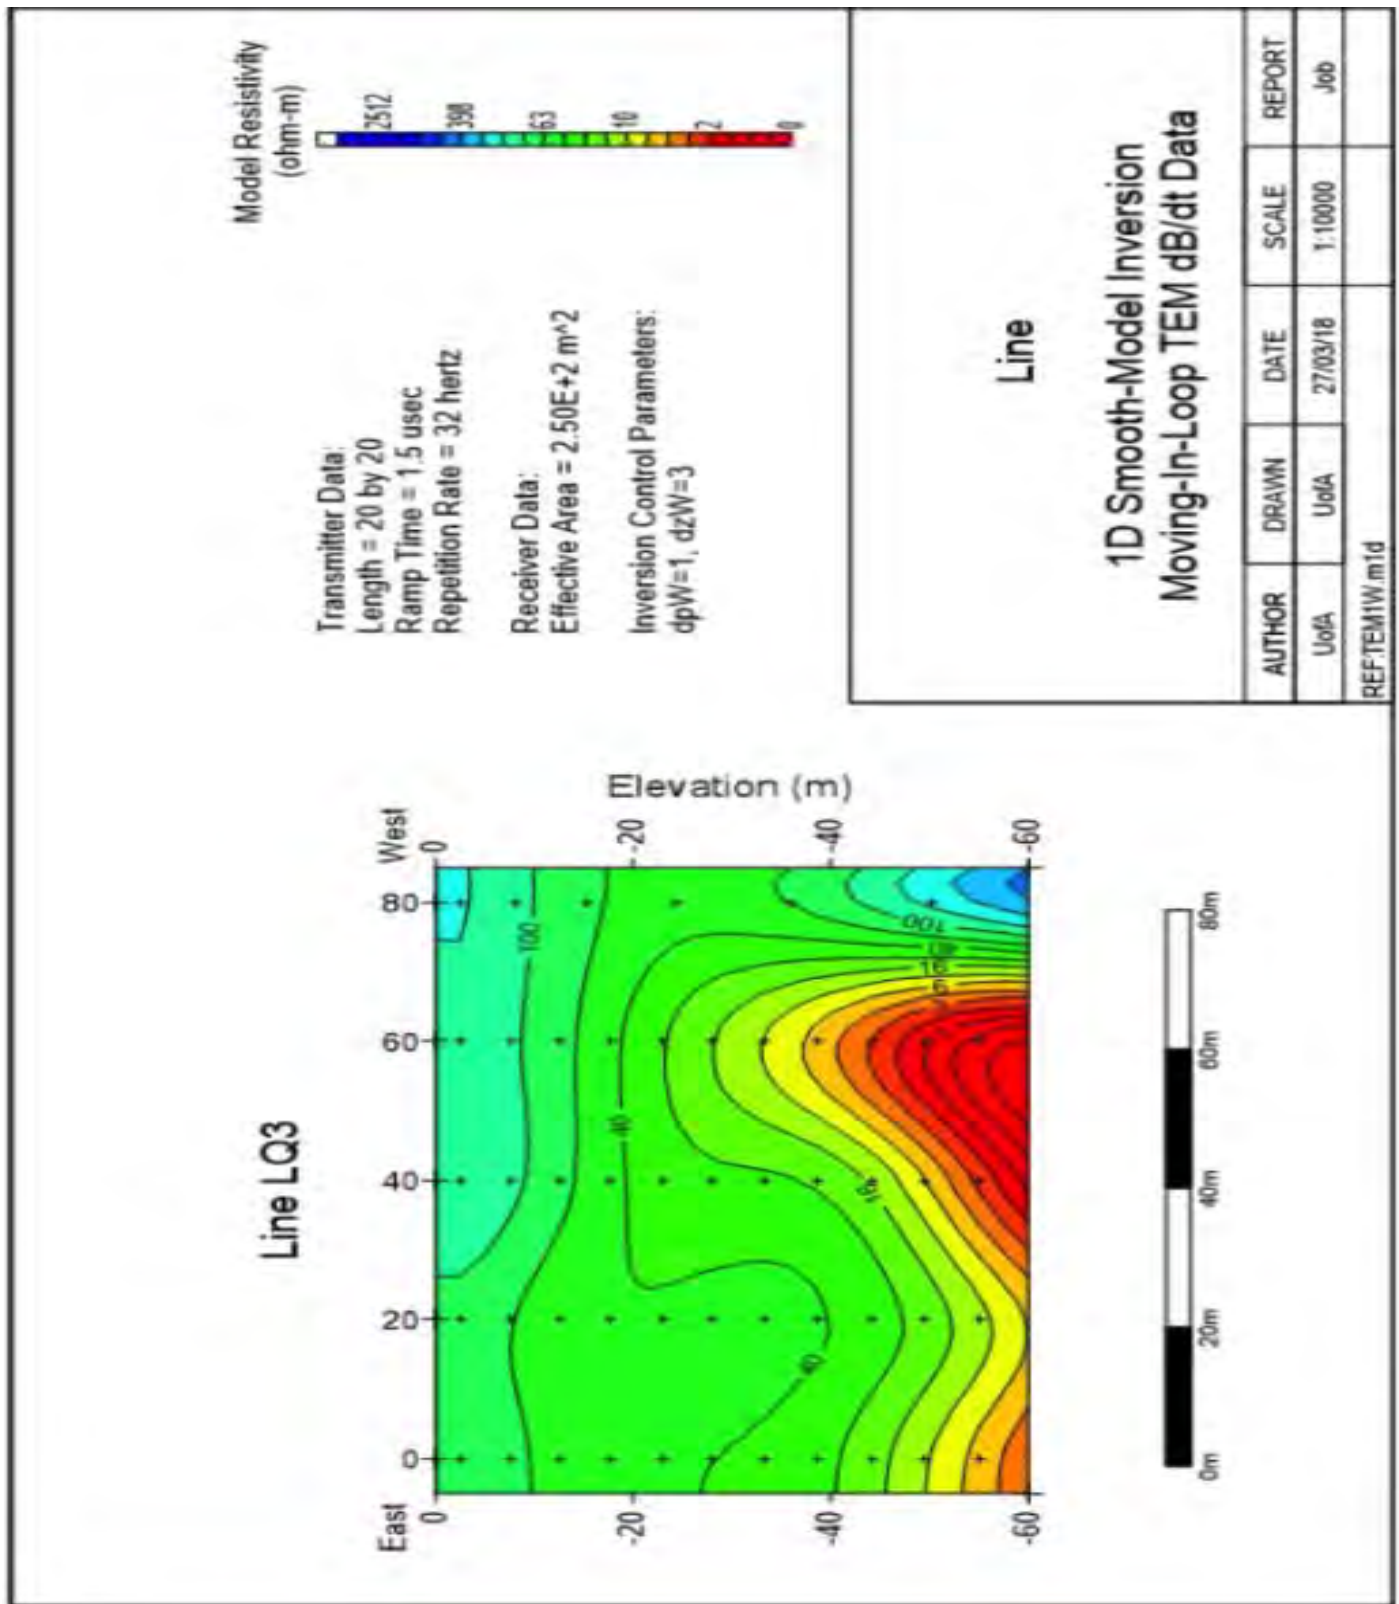 Line LQ3
East
West
0
20
40
60
80
0
-20
-40
-60
0
-20
-40
-60
Elevation (m)
100
40
40
16
100
40
16
6
0m
20m
40m
60m
80m
Model Resistivity
(ohm-m)
2512
398
63
10
2
0
Transmitter Data:
Length = 20 by 20
Ramp Time = 1.5 usec
Repetition Rate = 32 hertz
Receiver Data:
Effective Area = 2.50E+2 m^2
Inversion Control Parameters:
dpW=1, dzW=3
Line
1D Smooth-Model Inversion
Moving-In-Loop TEM dB/dt Data
AUTHOR DRAWN DATE SCALE REPORT
UofA UofA 27/03/18 1:10000 Job
REF:TEM1W.m1d